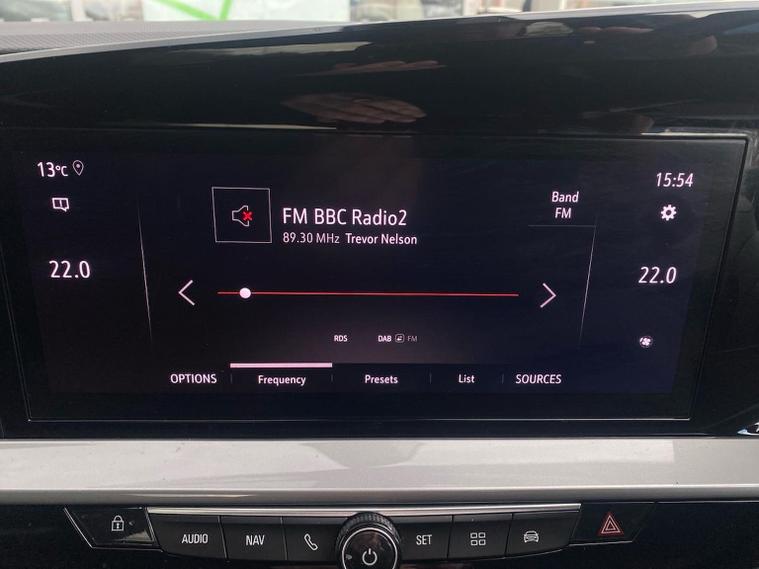 13°C
15:54
FM BBC Radio2
Band
FM
89.30 MHz Trevor Nelson
22.0
22.0
RDS
DAB FM
OPTIONS
Frequency
Presets
List
SOURCES
AUDIO
NAV
SET